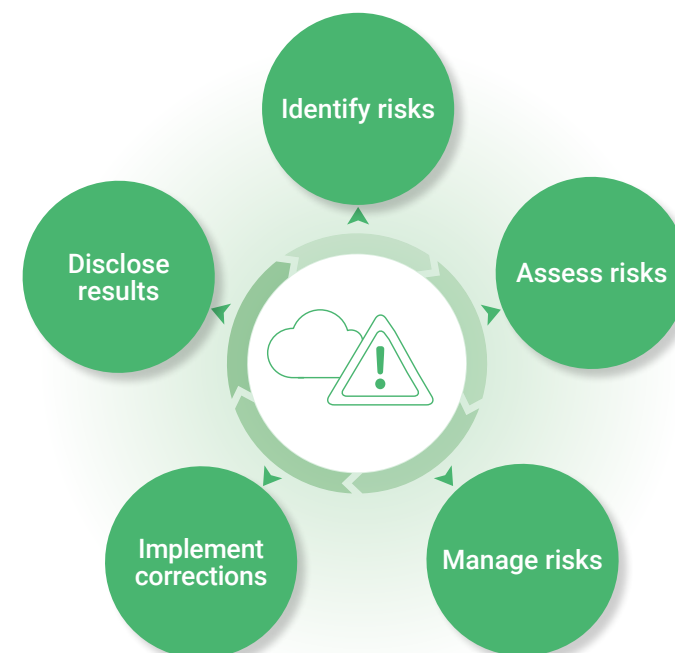 Identify risks
Assess risks
Manage risks
Implement
corrections
Disclose
results